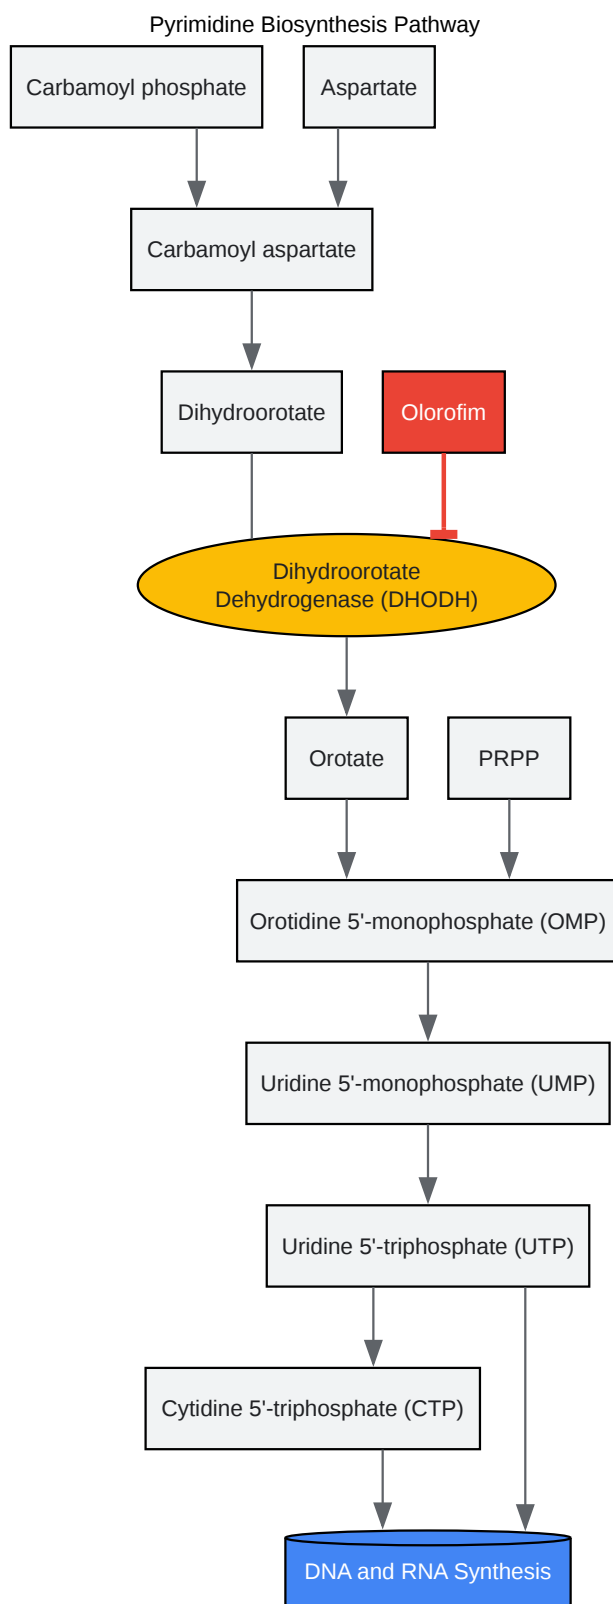 Pyrimidine Biosynthesis Pathway
Carbamoyl phosphate
Aspartate
Carbamoyl aspartate
Dihydroorotate
Olorofim
Dihydroorotate
Dehydrogenase (DHODH)
Orotate
PRPP
Orotidine 5'-monophosphate (OMP)
Uridine 5'-monophosphate (UMP)
Uridine 5'-triphosphate (UTP)
Cytidine 5'-triphosphate (CTP)
DNA and RNA Synthesis